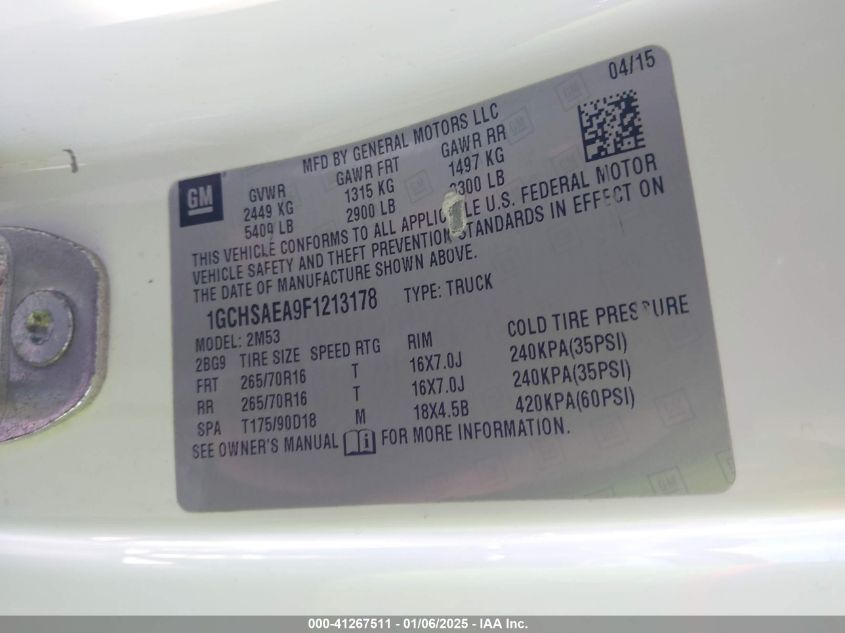 04/15
MFD BY GENERAL MOTORS LLC
GM
GVWR GAWR FRT GAWR RR
2449 KG 1315 KG 1497 KG
5400 LB 2900 LB 3300 LB
THIS VEHICLE CONFORMS TO ALL U.S. FEDERAL MOTOR
VEHICLE SAFETY AND THEFT PREVENTION STANDARDS IN EFFECT ON
THE DATE OF MANUFACTURE SHOWN ABOVE.
1GCHSAEA9F1213178 TYPE: TRUCK
MODEL: 2M53
2BG9 TIRE SIZE SPEED RTG RIM COLD TIRE PRESSURE
FRT 265/70R16 T 16X7.0J 240KPA(35PSI)
RR 265/70R16 T 16X7.0J 240KPA(35PSI)
SPA T175/90D18 M 18X4.5B 420KPA(60PSI)
SEE OWNER'S MANUAL FOR MORE INFORMATION.
000-41267511 - 01/06/2025 - IAA Inc.